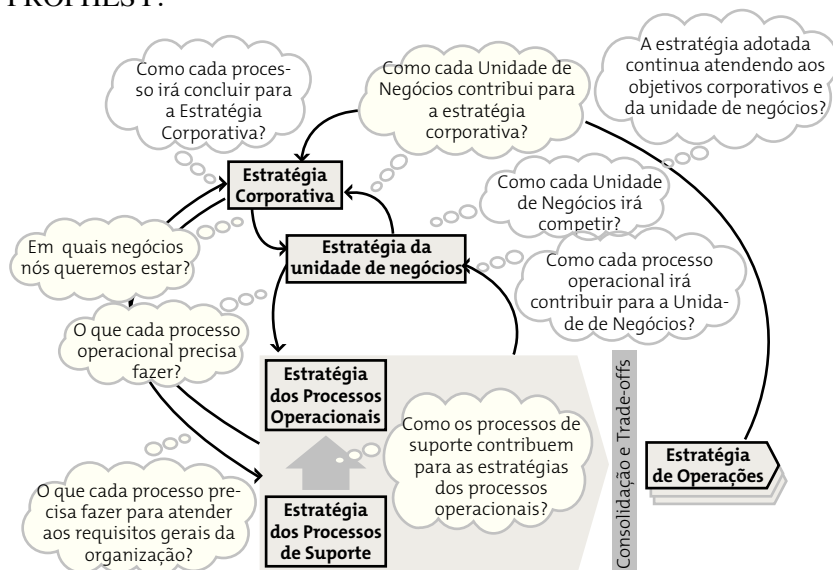 Como cada proces-
so irá concluir para
a Estratégia
Corporativa?
Como cada Unidade de
Negócios contribui para
a estratégia
corporativa?
A estratégia adotada
continua atendendo aos
objetivos corporativos e
da unidade de negócios?
Estratégia
Corporativa
Como cada Unidade
de Negócios irá
competir?
Em quais negócios
nós queremos estar?
Estratégia da
unidade de negócios
Como cada processo
operacional irá
contribuir para a Unida-
de de Negócios?
O que cada processo
operacional precisa
fazer?
Estratégia
dos Processos
Operacionais
Como os processos de
suporte contribuem
para as estratégias
dos processos
operacionais?
Consolidação e Trade-offs
Estratégia
de Operações
O que cada processo pre-
cisa fazer para atender
aos requisitos gerais da
organização?
Estratégia
dos Processos
de Suporte